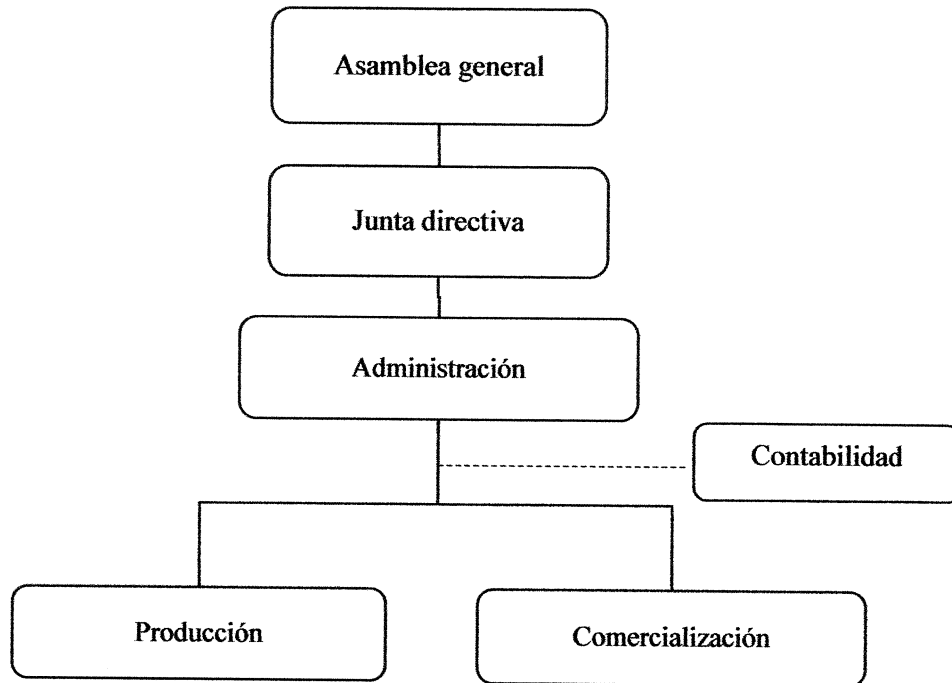 Asamblea general
Junta directiva
Administración
Contabilidad
Producción
Comercialización